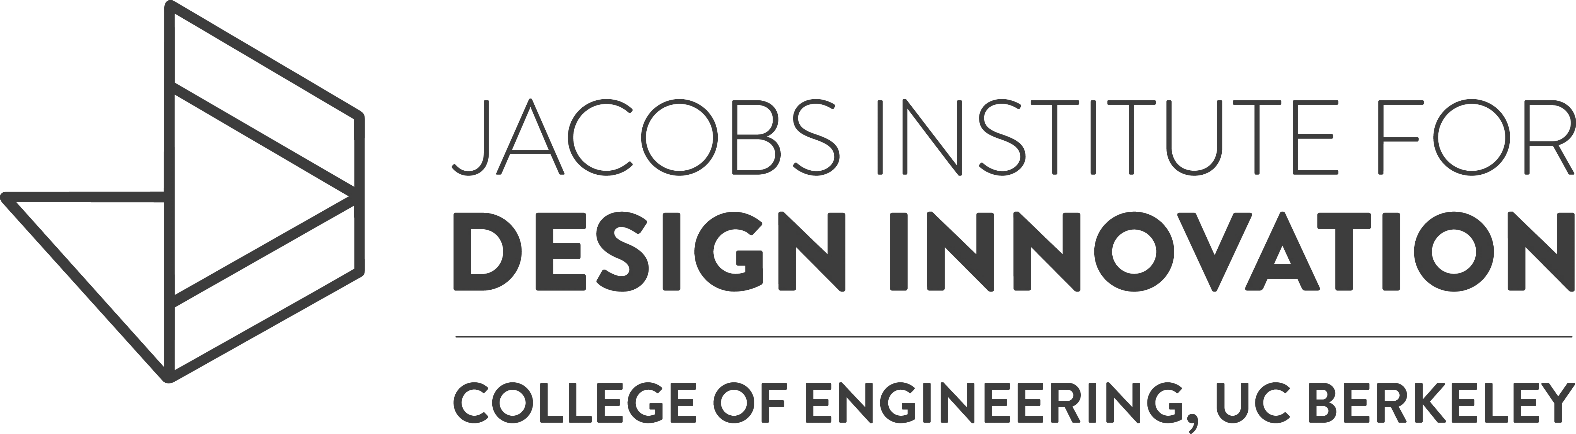 JACOBS INSTITUTE FOR
DESIGN INNOVATION
COLLEGE OF ENGINEERING, UC BERKELEY